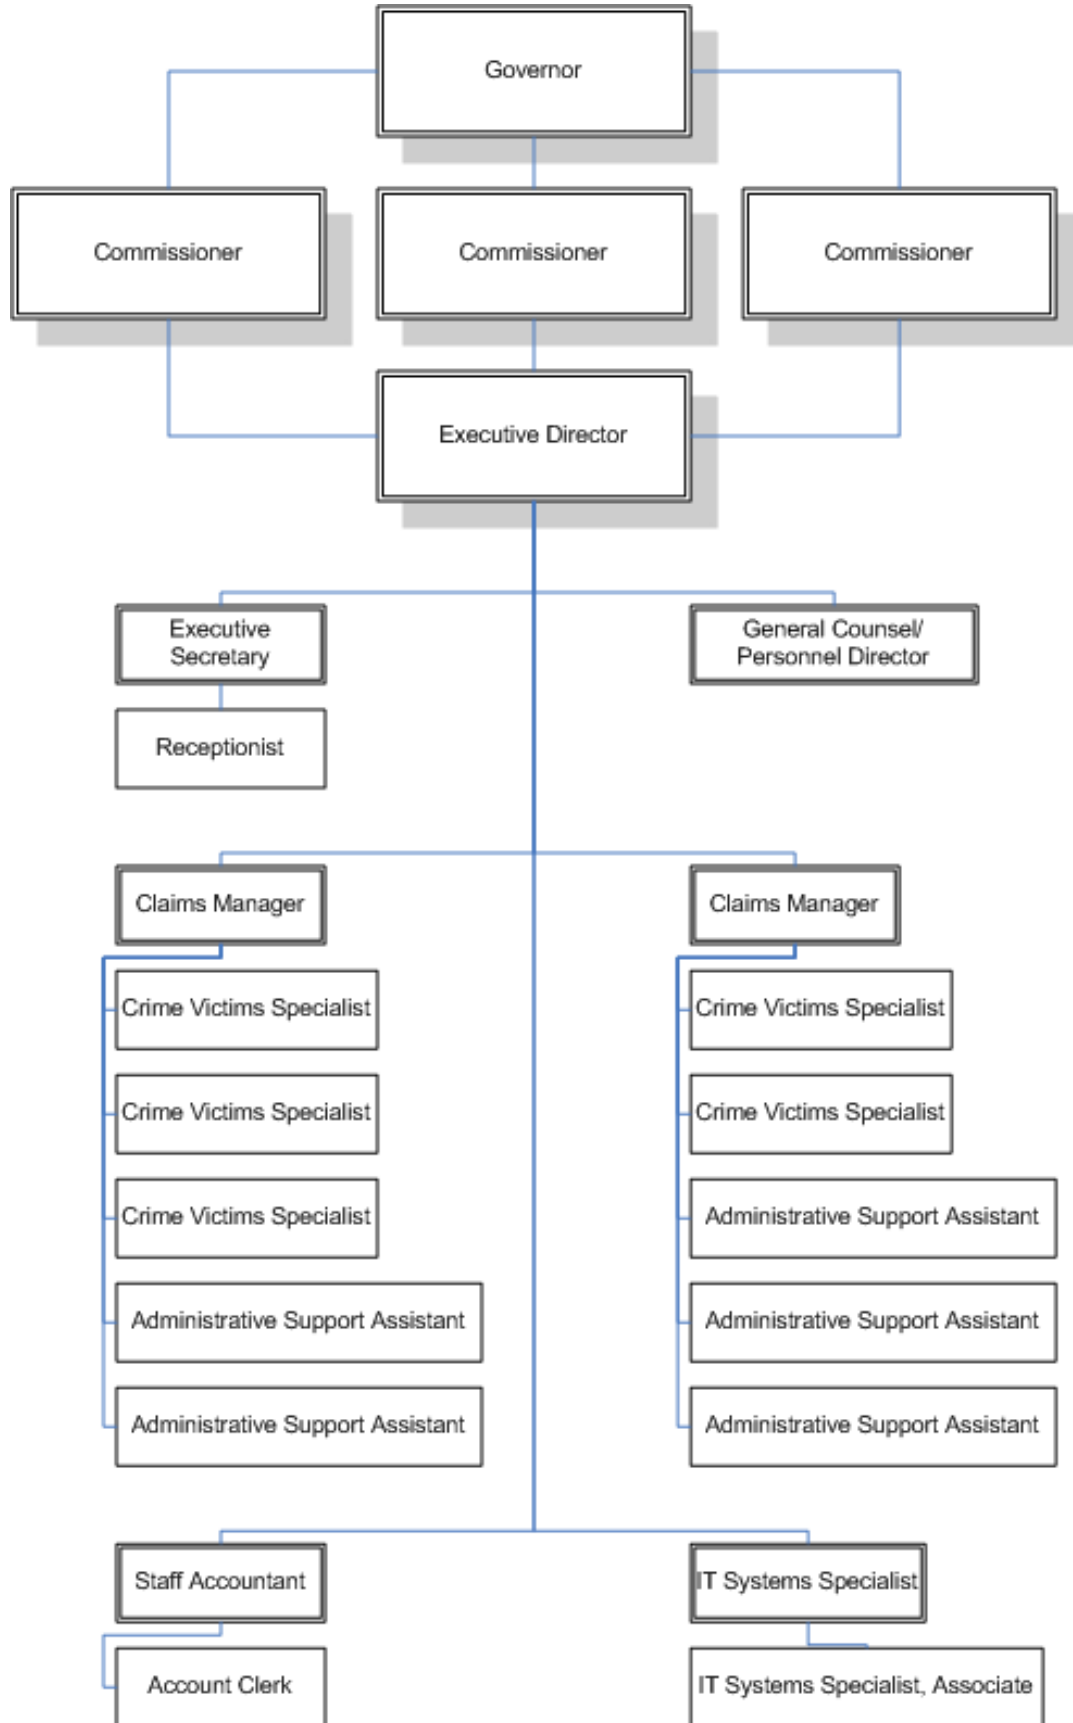 Governor
Commissioner
Commissioner
Commissioner
Executive Director
Executive
Secretary
General Counsel/
Personnel Director
Receptionist
Claims Manager
Claims Manager
Crime Victims Specialist
Crime Victims Specialist
Crime Victims Specialist
Crime Victims Specialist
Crime Victims Specialist
Administrative Support Assistant
Administrative Support Assistant
Administrative Support Assistant
Administrative Support Assistant
Administrative Support Assistant
Staff Accountant
IT Systems Specialist
Account Clerk
IT Systems Specialist, Associate